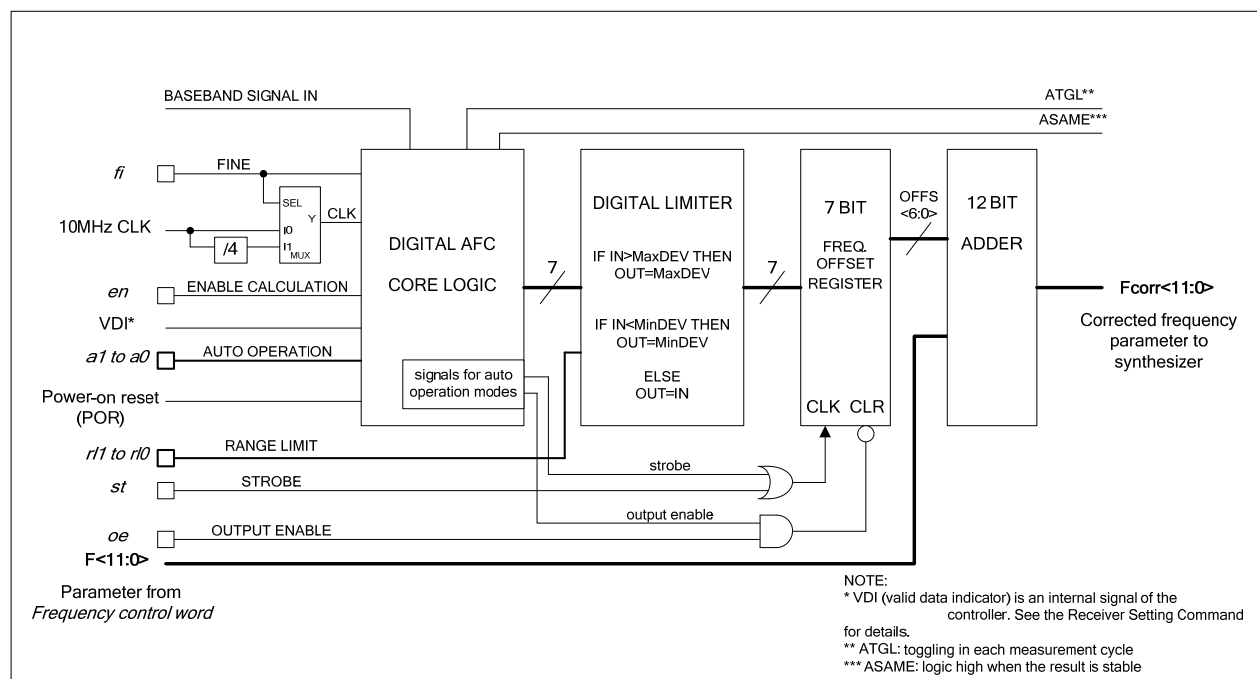 BASEBAND SIGNAL IN
ATGL**
ASAME***
fi
FINE
SEL
Y
I0
I1
MUX
CLK
10MHz CLK
/4
DIGITAL AFC
CORE LOGIC
7
DIGITAL LIMITER
IF IN>MaxDEV THEN
OUT=MaxDEV
IF IN<MinDEV THEN
OUT=MinDEV
ELSE
OUT=IN
7
7 BIT
FREQ.
OFFSET
REGISTER
CLK CLR
OFFS
<6:0>
12 BIT
ADDER
Fcorr<11:0>
Corrected frequency
parameter to
synthesizer
en
ENABLE CALCULATION
VDI*
a1 to a0
AUTO OPERATION
signals for auto
operation modes
Power-on reset
(POR)
rl1 to rl0
RANGE LIMIT
strobe
st
STROBE
output enable
oe
OUTPUT ENABLE
F<11:0>
Parameter from
Frequency control word
NOTE:
* VDI (valid data indicator) is an internal signal of the
controller. See the Receiver Setting Command
for details.
** ATGL: toggling in each measurement cycle
*** ASAME: logic high when the result is stable